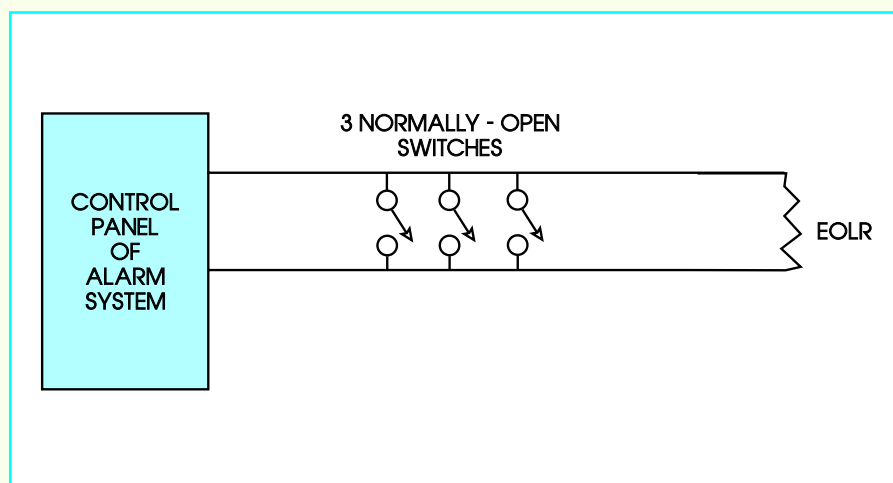 3 NORMALLY - OPEN
SWITCHES
CONTROL
PANEL
OF
ALARM
SYSTEM
EOLR